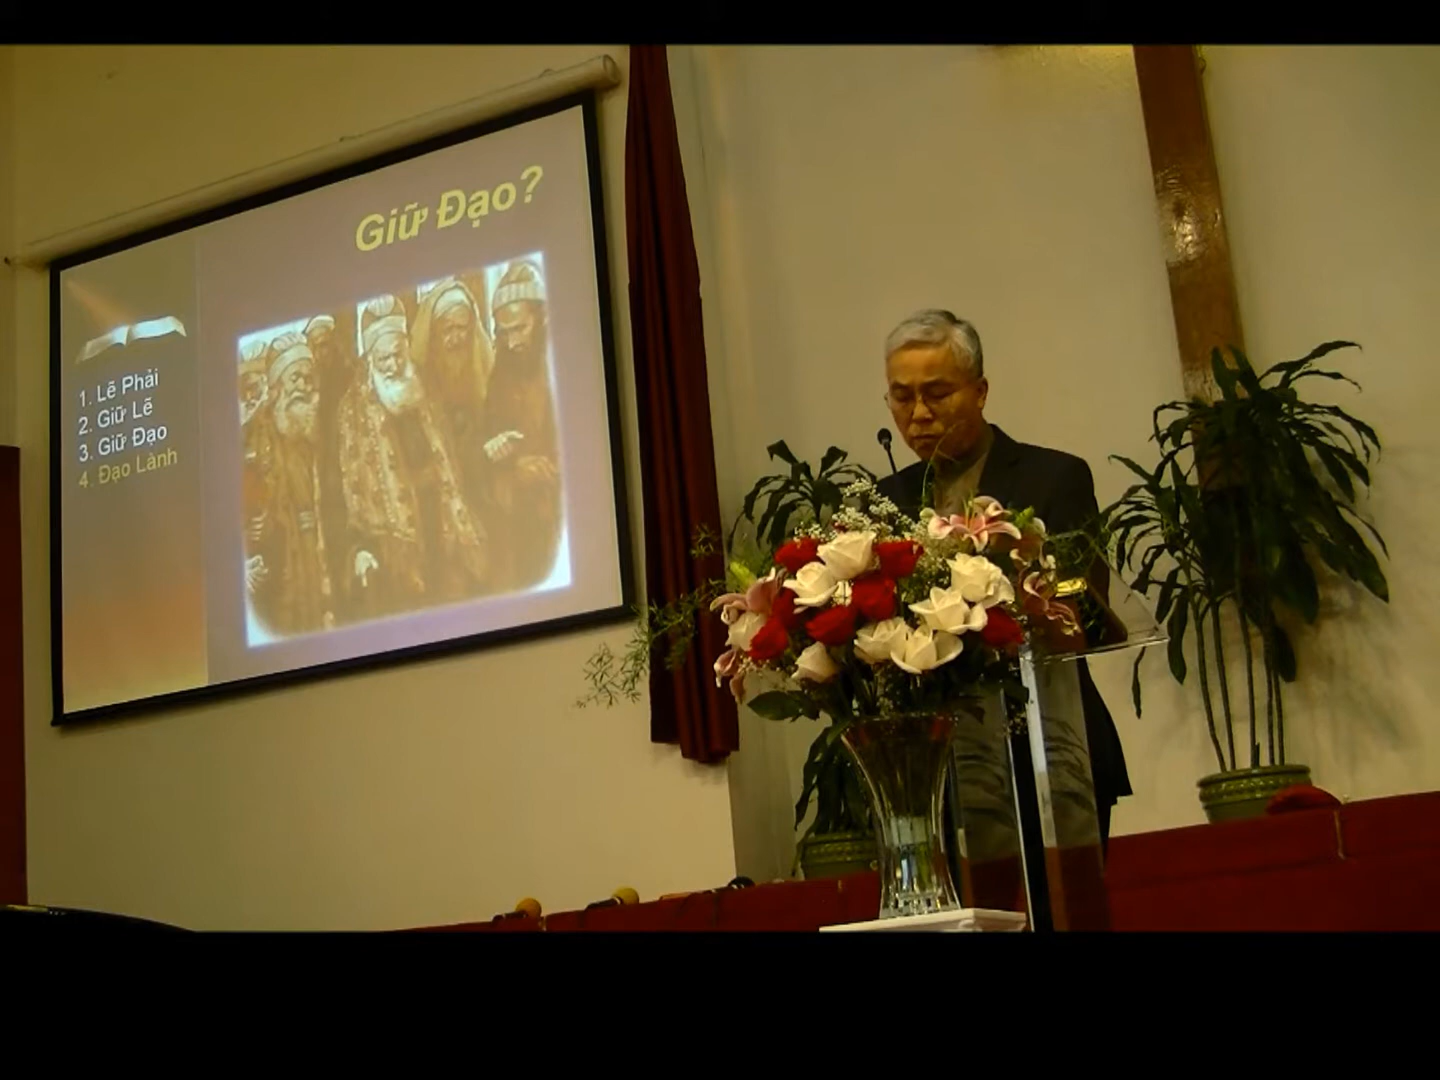 Giữ Đạo?
1. Lẽ Phải
2. Giữ Lẽ
3. Giữ Đạo
4. Đạo Lành